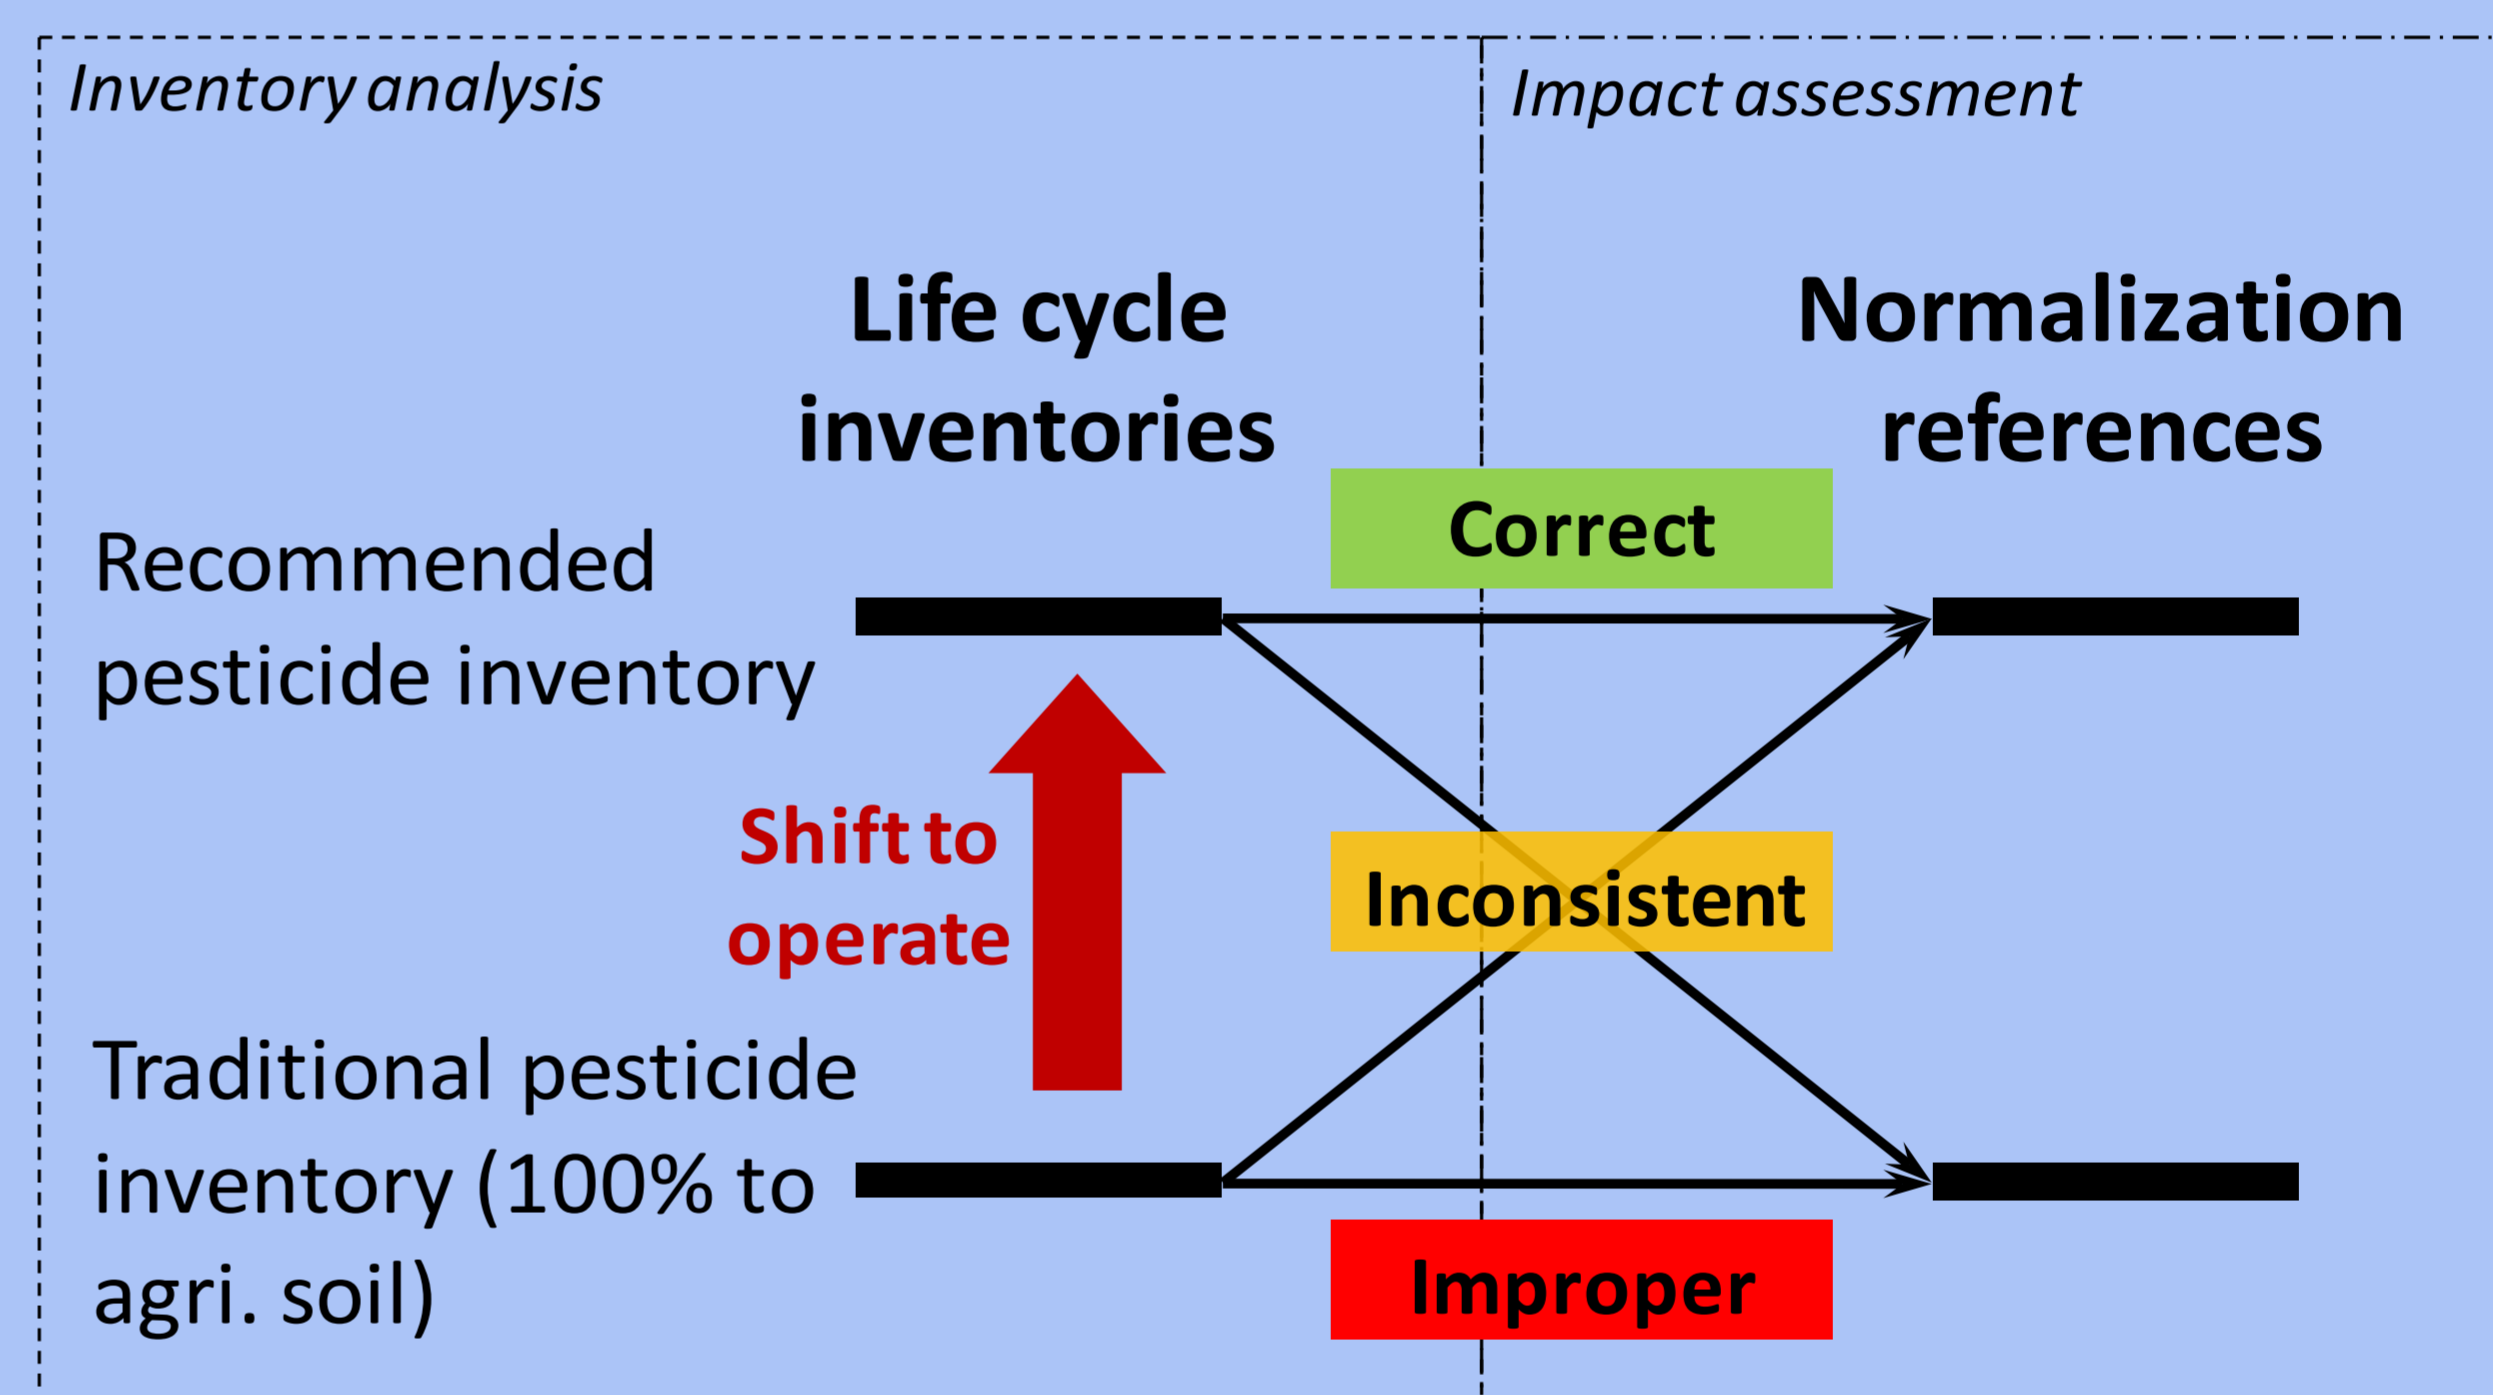 Inventory analysis
Impact assessment
Life cycle
inventories
Normalization
references
Correct
Recommended
pesticide inventory
Shift to
operate
Inconsistent
Traditional pesticide
inventory (100% to
agri. soil)
Improper